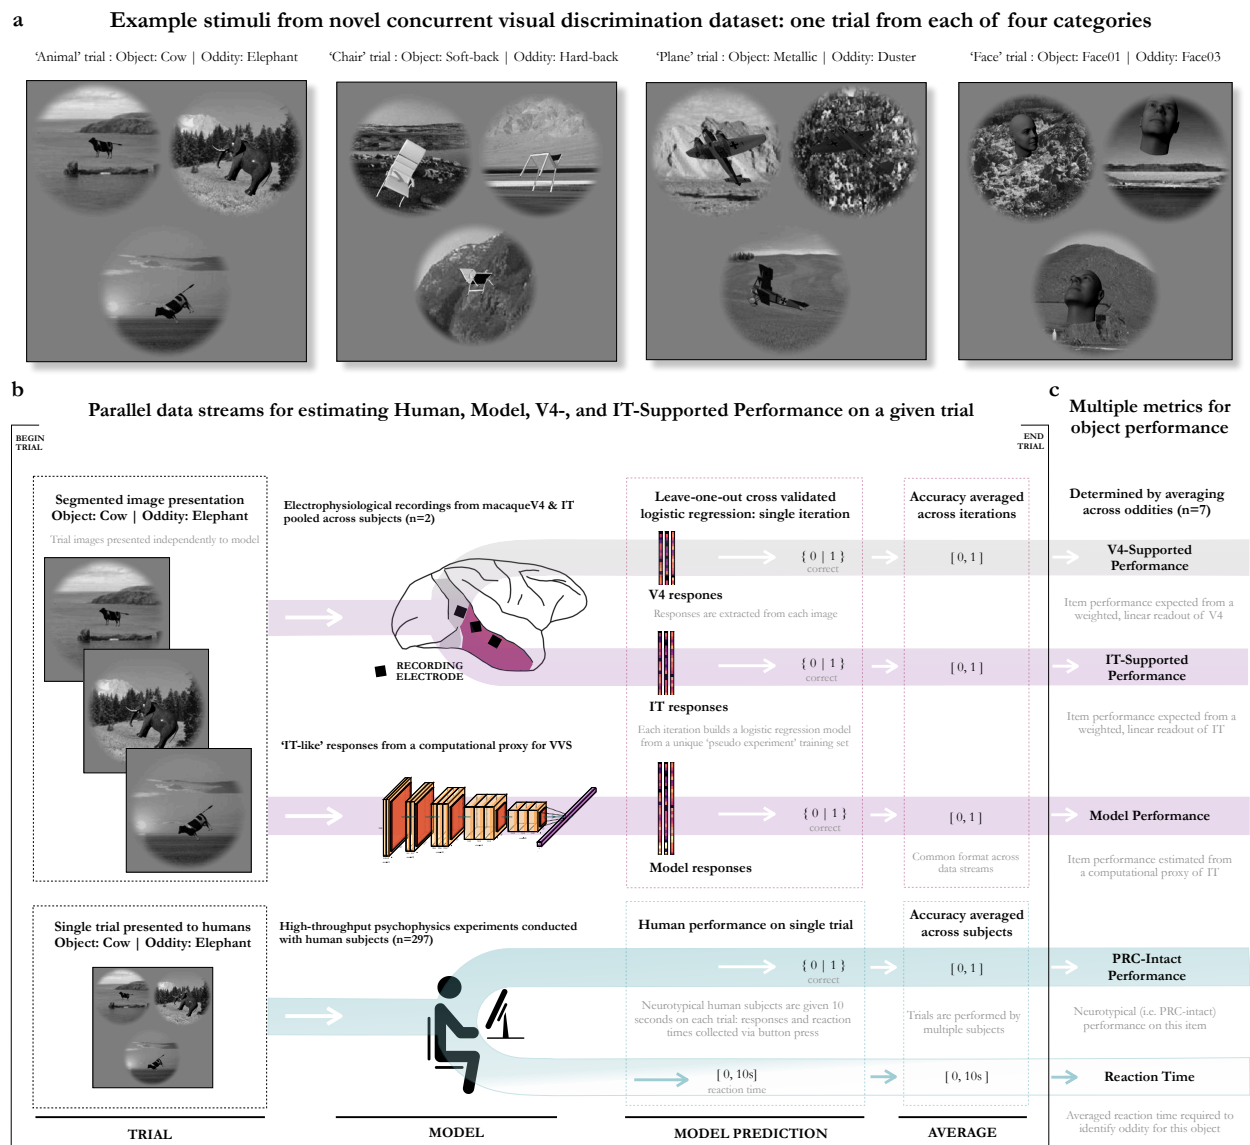 a
Example stimuli from novel concurrent visual discrimination dataset: one trial from each of four categories
'Animal' trial : Object: Cow | Oddity: Elephant
'Chair' trial : Object: Soft-back | Oddity: Hard-back
'Plane' trial : Object: Metallic | Oddity: Duster
'Face' trial : Object: Face01 | Oddity: Face03
b
Parallel data streams for estimating Human, Model, V4-, and IT-Supported Performance on a given trial
c
Multiple metrics for
object performance
BEGIN
TRIAL
END
TRIAL
Segmented image presentation
Object: Cow | Oddity: Elephant
Trial images presented independently to model
Electrophysiological recordings from macaqueV4 & IT
pooled across subjects (n=2)
RECORDING
ELECTRODE
Leave-one-out cross validated
logistic regression: single iteration
{ 0 | 1 }
correct
V4 respones
Responses are extracted from each image
{ 0 | 1 }
correct
IT responses
Each iteration builds a logistic regression model
from a unique 'pseudo experiment' training set
Accuracy averaged
across iterations
[ 0, 1 ]
[ 0, 1 ]
Determined by averaging
across oddities (n=7)
V4-Supported
Performance
Item performance expected from a
weighted, linear readout of V4
IT-Supported
Performance
Item performance expected from a
weighted, linear readout of IT
'IT-like' responses from a computational proxy for VVS
{ 0 | 1 }
correct
Model responses
[ 0, 1 ]
Common format across
data streams
Model Performance
Item performance estimated from
a computational proxy of IT
Single trial presented to humans
Object: Cow | Oddity: Elephant
High-throughput psychophysics experiments conducted
with human subjects (n=297)
Human performance on single trial
{ 0 | 1 }
correct
Neurotypical human subjects are given 10
seconds on each trial: responses and reaction
times collected via button press
[ 0, 10s]
reaction time
Accuracy averaged
across subjects
[ 0, 1 ]
Trials are performed by
multiple subjects
[ 0, 10s ]
PRC-Intact
Performance
Neurotypical (i.e. PRC-intact)
performance on this item
Reaction Time
Averaged reaction time required to
identify oddity for this object
TRIAL
MODEL
MODEL PREDICTION
AVERAGE